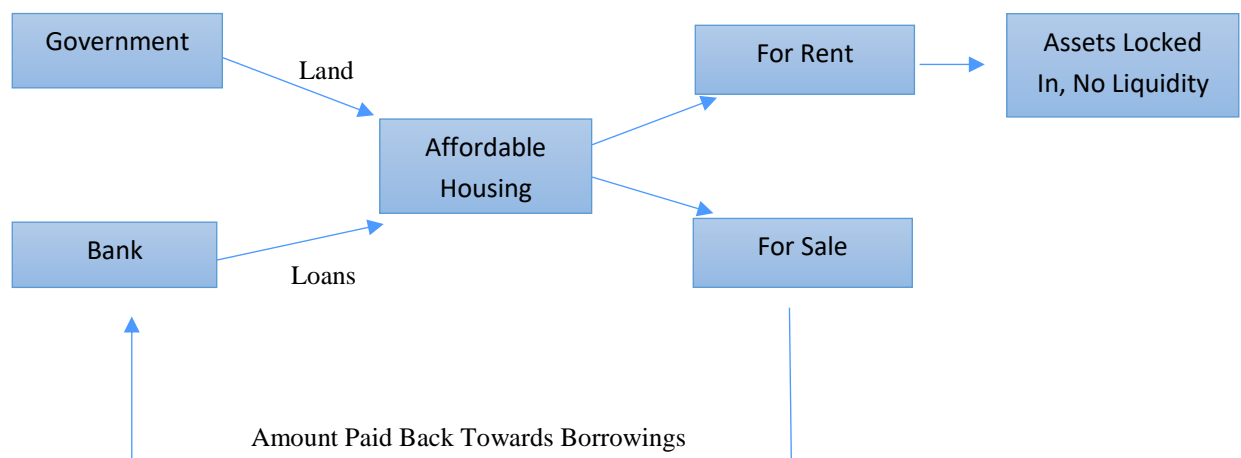 Government
Land
For Rent
Assets Locked
In, No Liquidity
Affordable
Housing
Bank
Loans
For Sale
Amount Paid Back Towards Borrowings